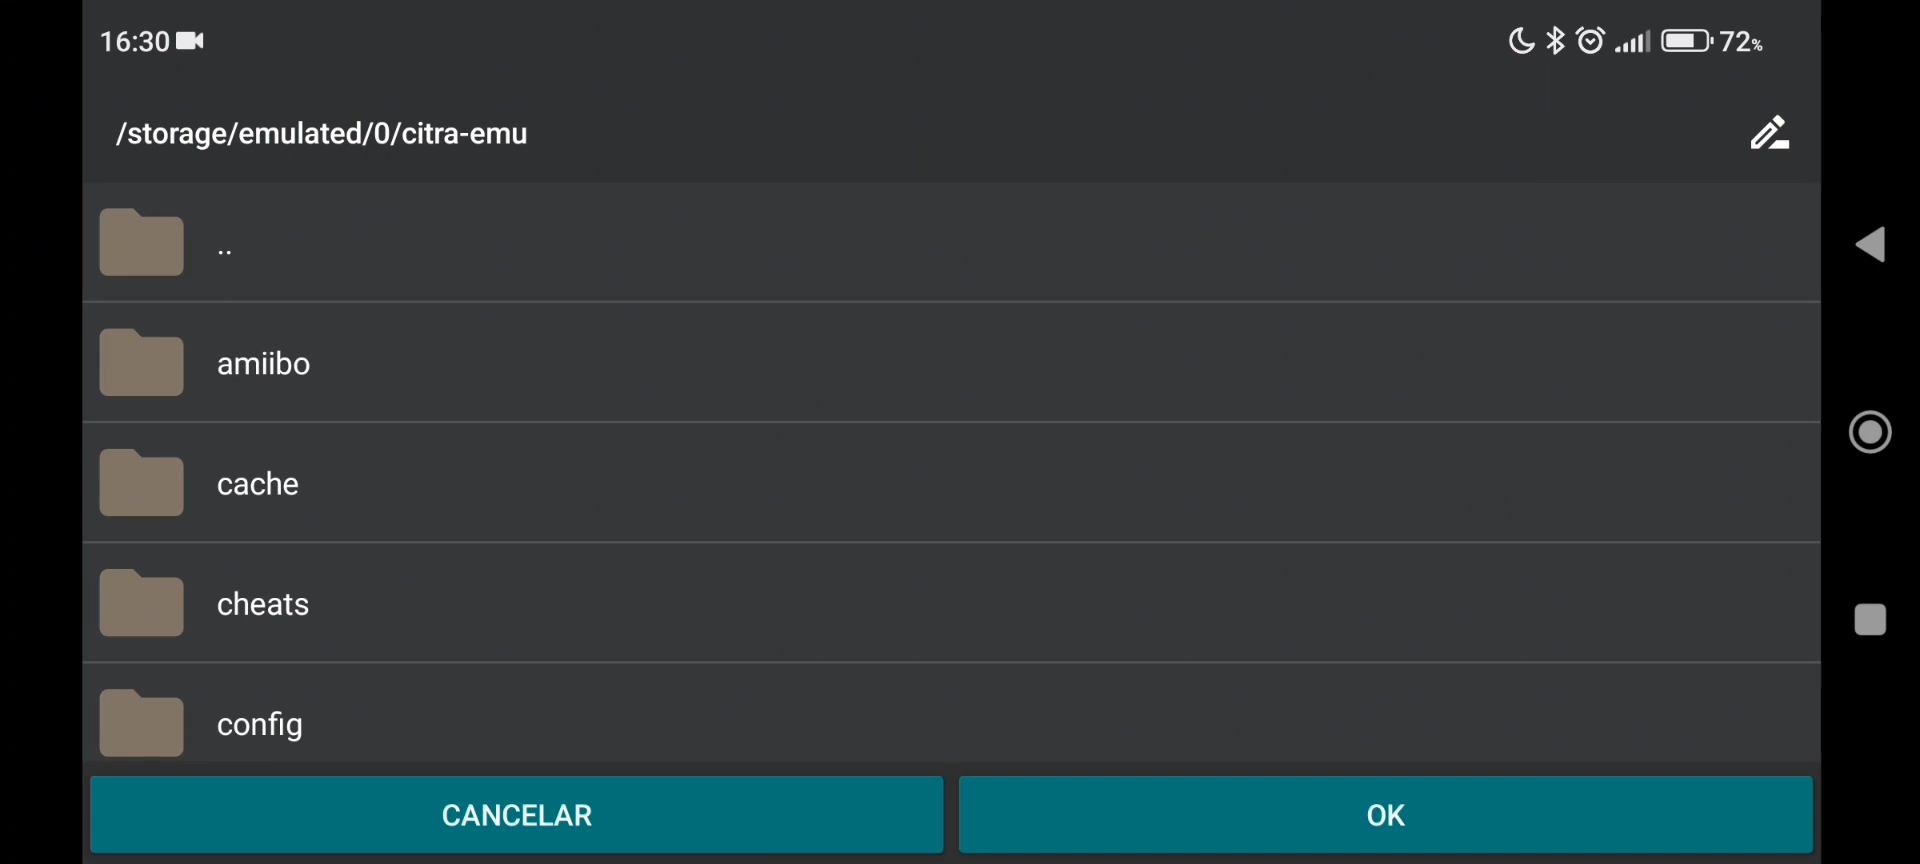 16:30 72%
/storage/emulated/0/citra-emu
..
amiibo
cache
cheats
config
CANCELAR OK